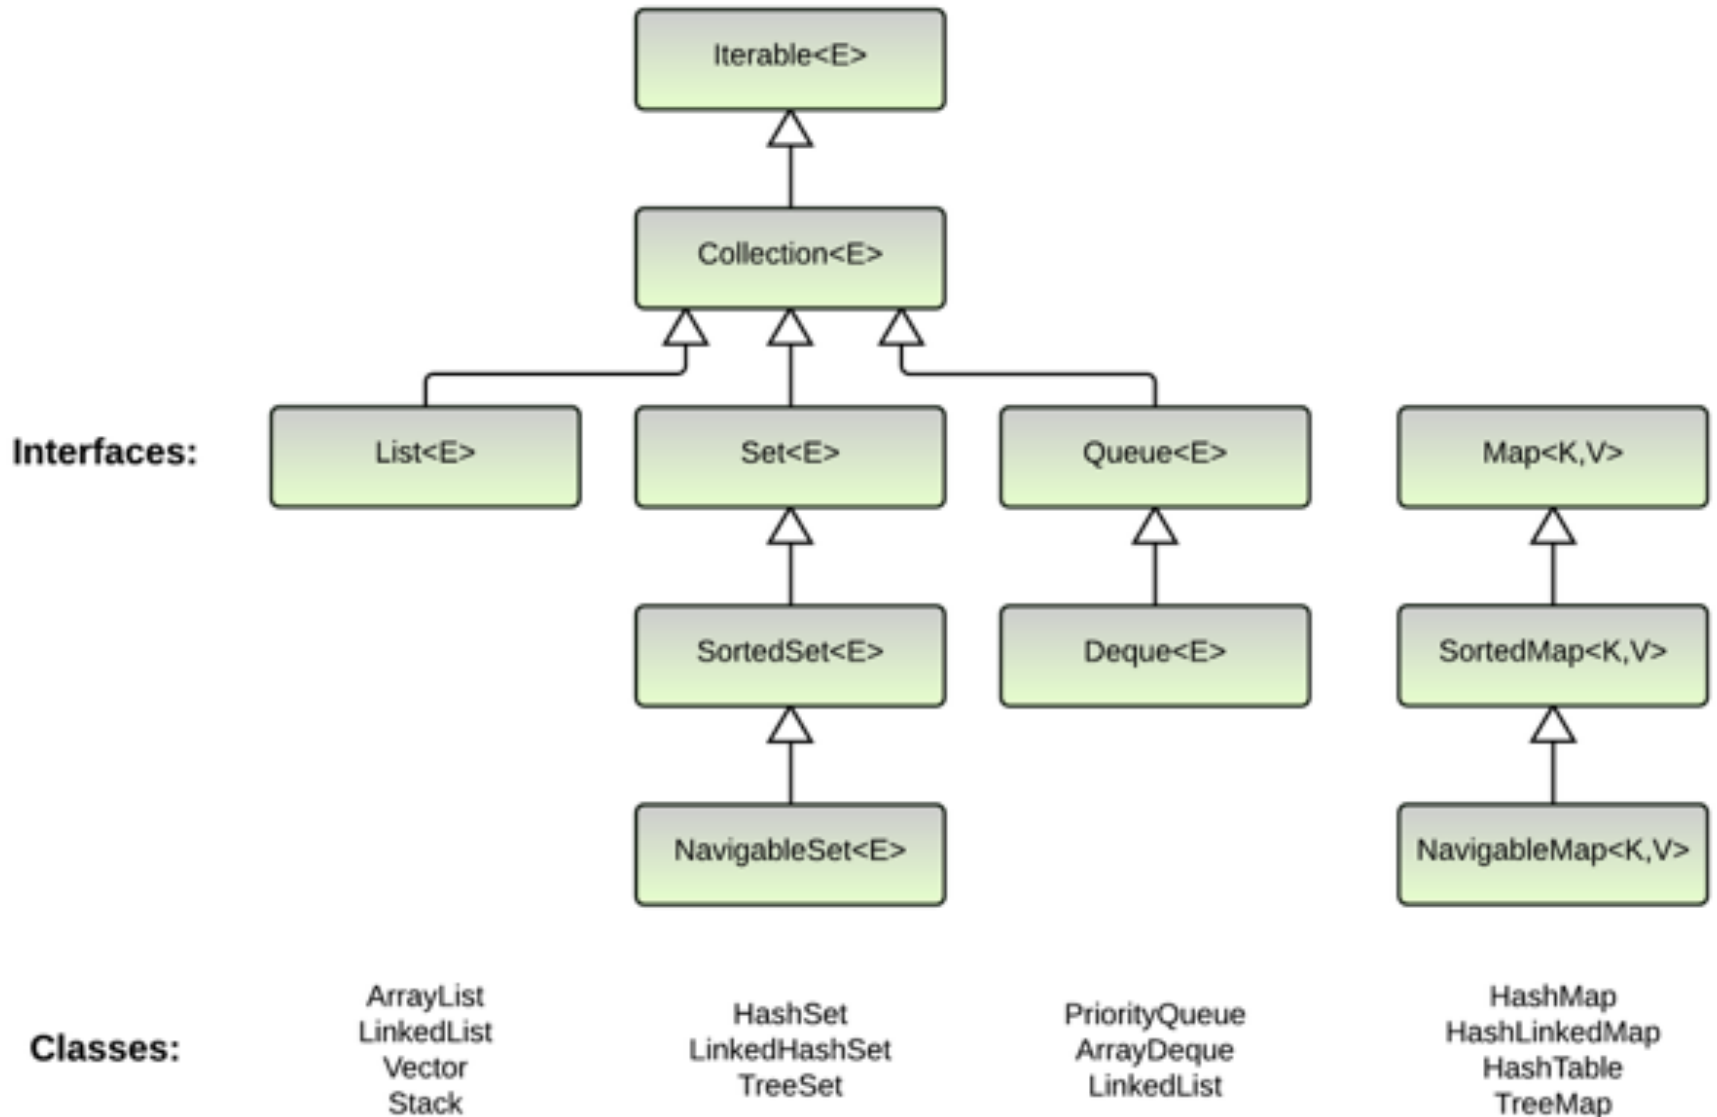 Iterable<E>
Collection<E>
Interfaces:
List<E>
Set<E>
Queue<E>
Map<K,V>
SortedSet<E>
Deque<E>
SortedMap<K,V>
NavigableSet<E>
NavigableMap<K,V>
Classes:
ArrayList
LinkedList
Vector
Stack
HashSet
LinkedHashSet
TreeSet
PriorityQueue
ArrayDeque
LinkedList
HashMap
HashLinkedMap
HashTable
TreeMap